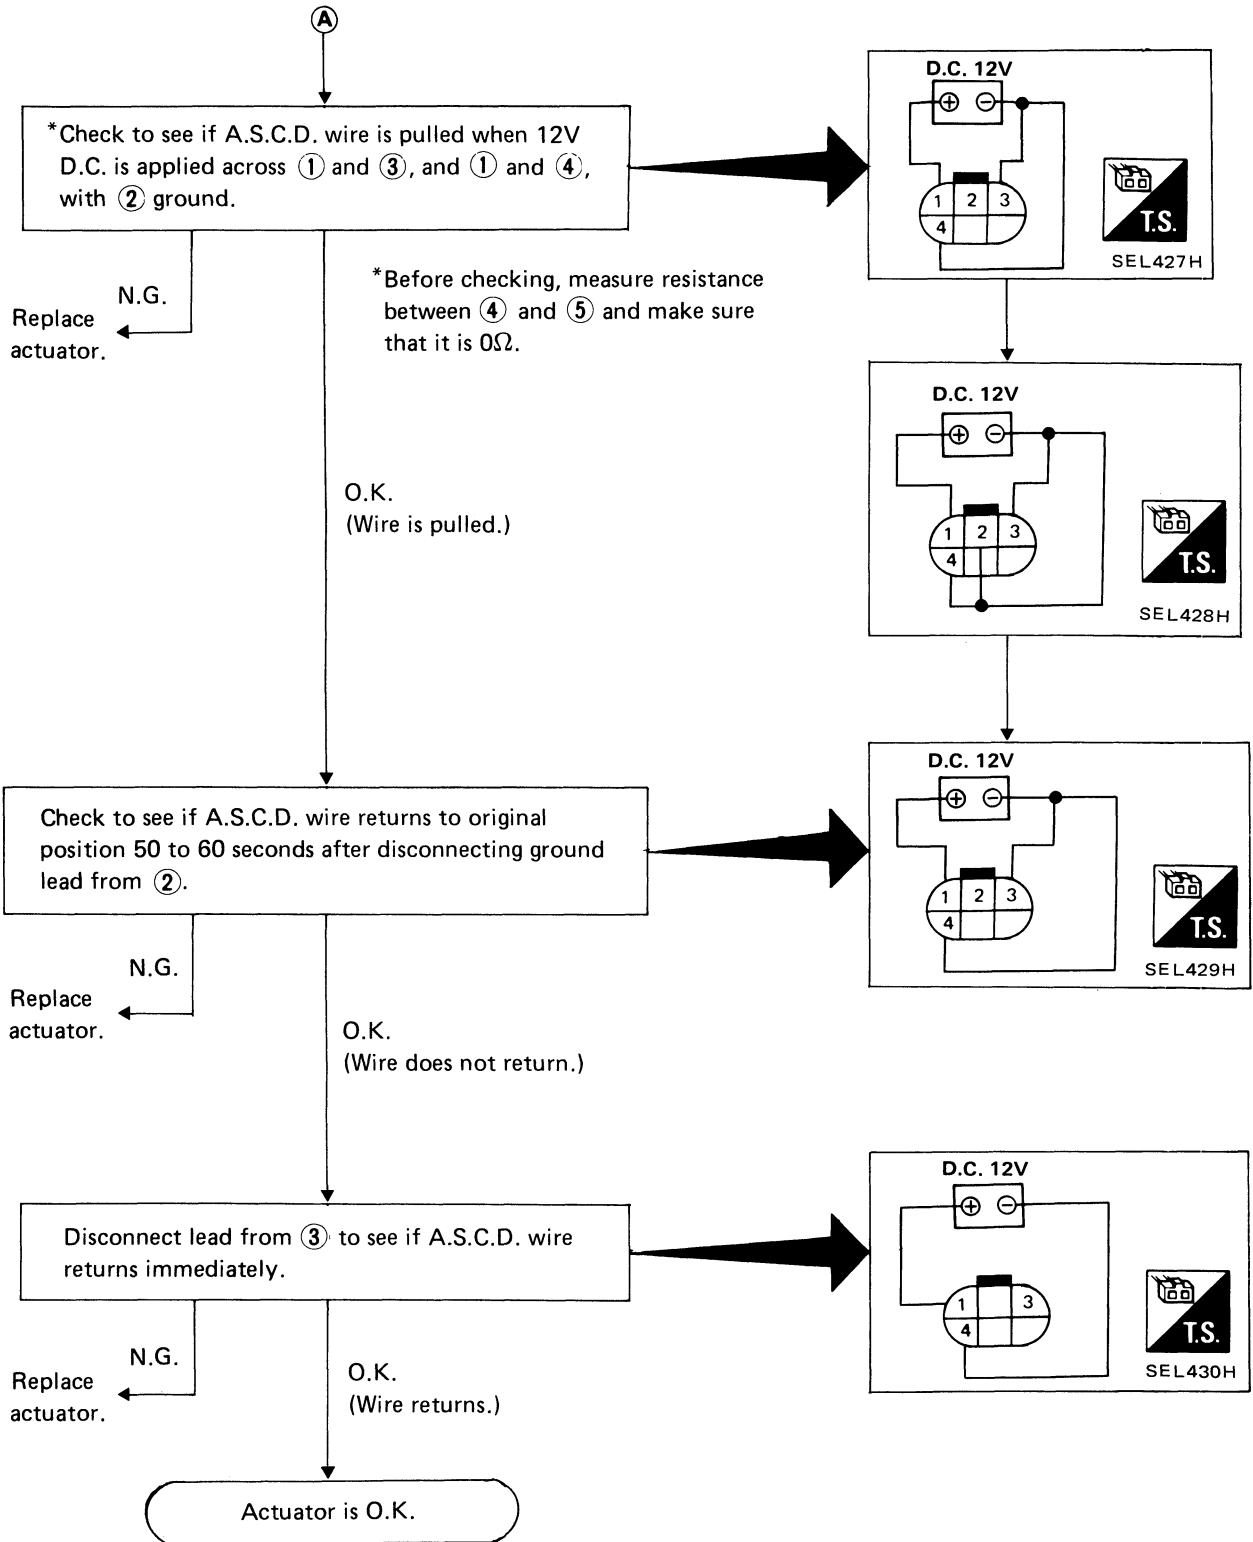 A
*Check to see if A.S.C.D. wire is pulled when 12V
D.C. is applied across ① and ③, and ① and ④,
with ② ground.
N.G.
Replace
actuator.
*Before checking, measure resistance
between ④ and ⑤ and make sure
that it is 0Ω.
O.K.
(Wire is pulled.)
D.C. 12V
⊕ ⊖
1 2 3
4
T.S.
SEL427H
D.C. 12V
⊕ ⊖
1 2 3
4
T.S.
SEL428H
Check to see if A.S.C.D. wire returns to original
position 50 to 60 seconds after disconnecting ground
lead from ②.
N.G.
Replace
actuator.
O.K.
(Wire does not return.)
D.C. 12V
⊕ ⊖
1 2 3
4
T.S.
SEL429H
Disconnect lead from ③ to see if A.S.C.D. wire
returns immediately.
N.G.
Replace
actuator.
O.K.
(Wire returns.)
D.C. 12V
⊕ ⊖
1 3
4
T.S.
SEL430H
Actuator is O.K.